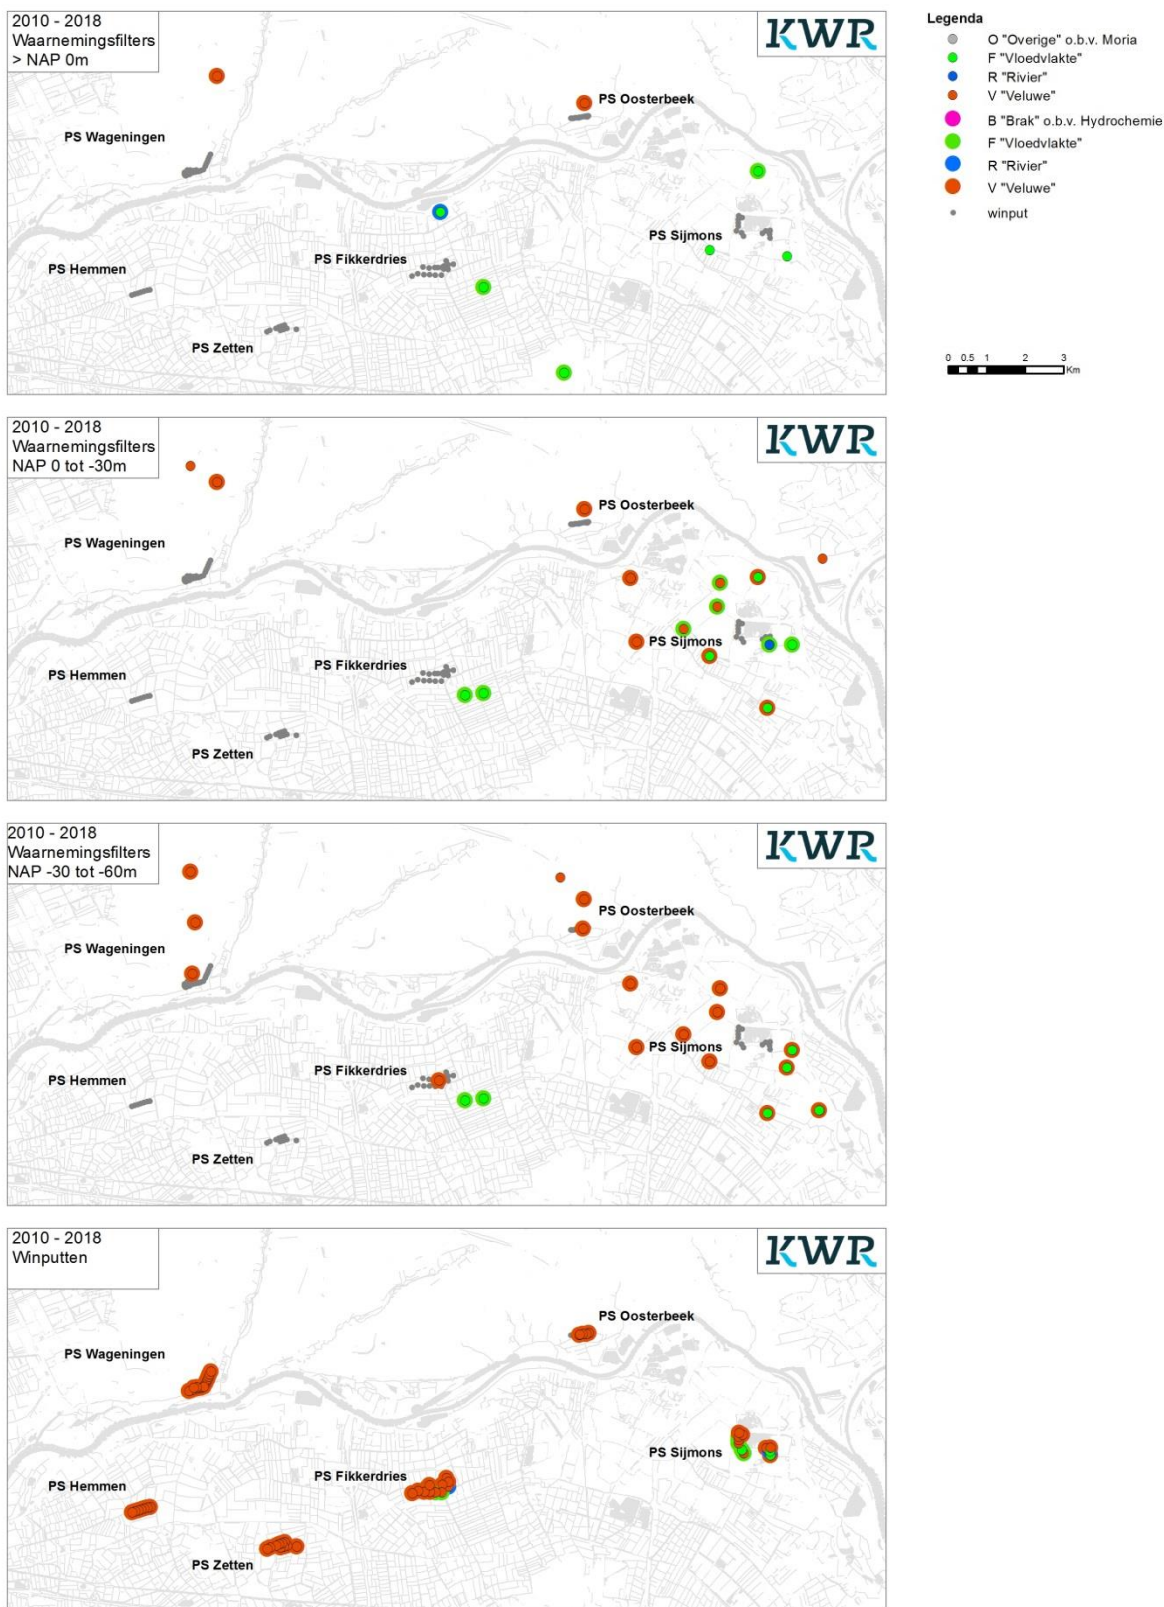 2010 - 2018
Waarnemingsfilters
> NAP 0m
KWR
PS Wageningen
PS Oosterbeek
PS Sijmons
PS Fikkerdries
PS Hemmen
PS Zetten
Legenda
O "Overige" o.b.v. Moria
F "Vloedvlakte"
R "Rivier"
V "Veluwe"
B "Brak" o.b.v. Hydrochemie
F "Vloedvlakte"
R "Rivier"
V "Veluwe"
winput
0 0.5 1 2 3
Km
2010 - 2018
Waarnemingsfilters
NAP 0 tot -30m
KWR
PS Oosterbeek
PS Wageningen
PS Sijmons
PS Fikkerdries
PS Hemmen
PS Zetten
2010 - 2018
Waarnemingsfilters
NAP -30 tot -60m
KWR
PS Oosterbeek
PS Wageningen
PS Sijmons
PS Fikkerdries
PS Hemmen
PS Zetten
2010 - 2018
Winputten
KWR
PS Oosterbeek
PS Wageningen
PS Sijmons
PS Fikkerdries
PS Hemmen
PS Zetten